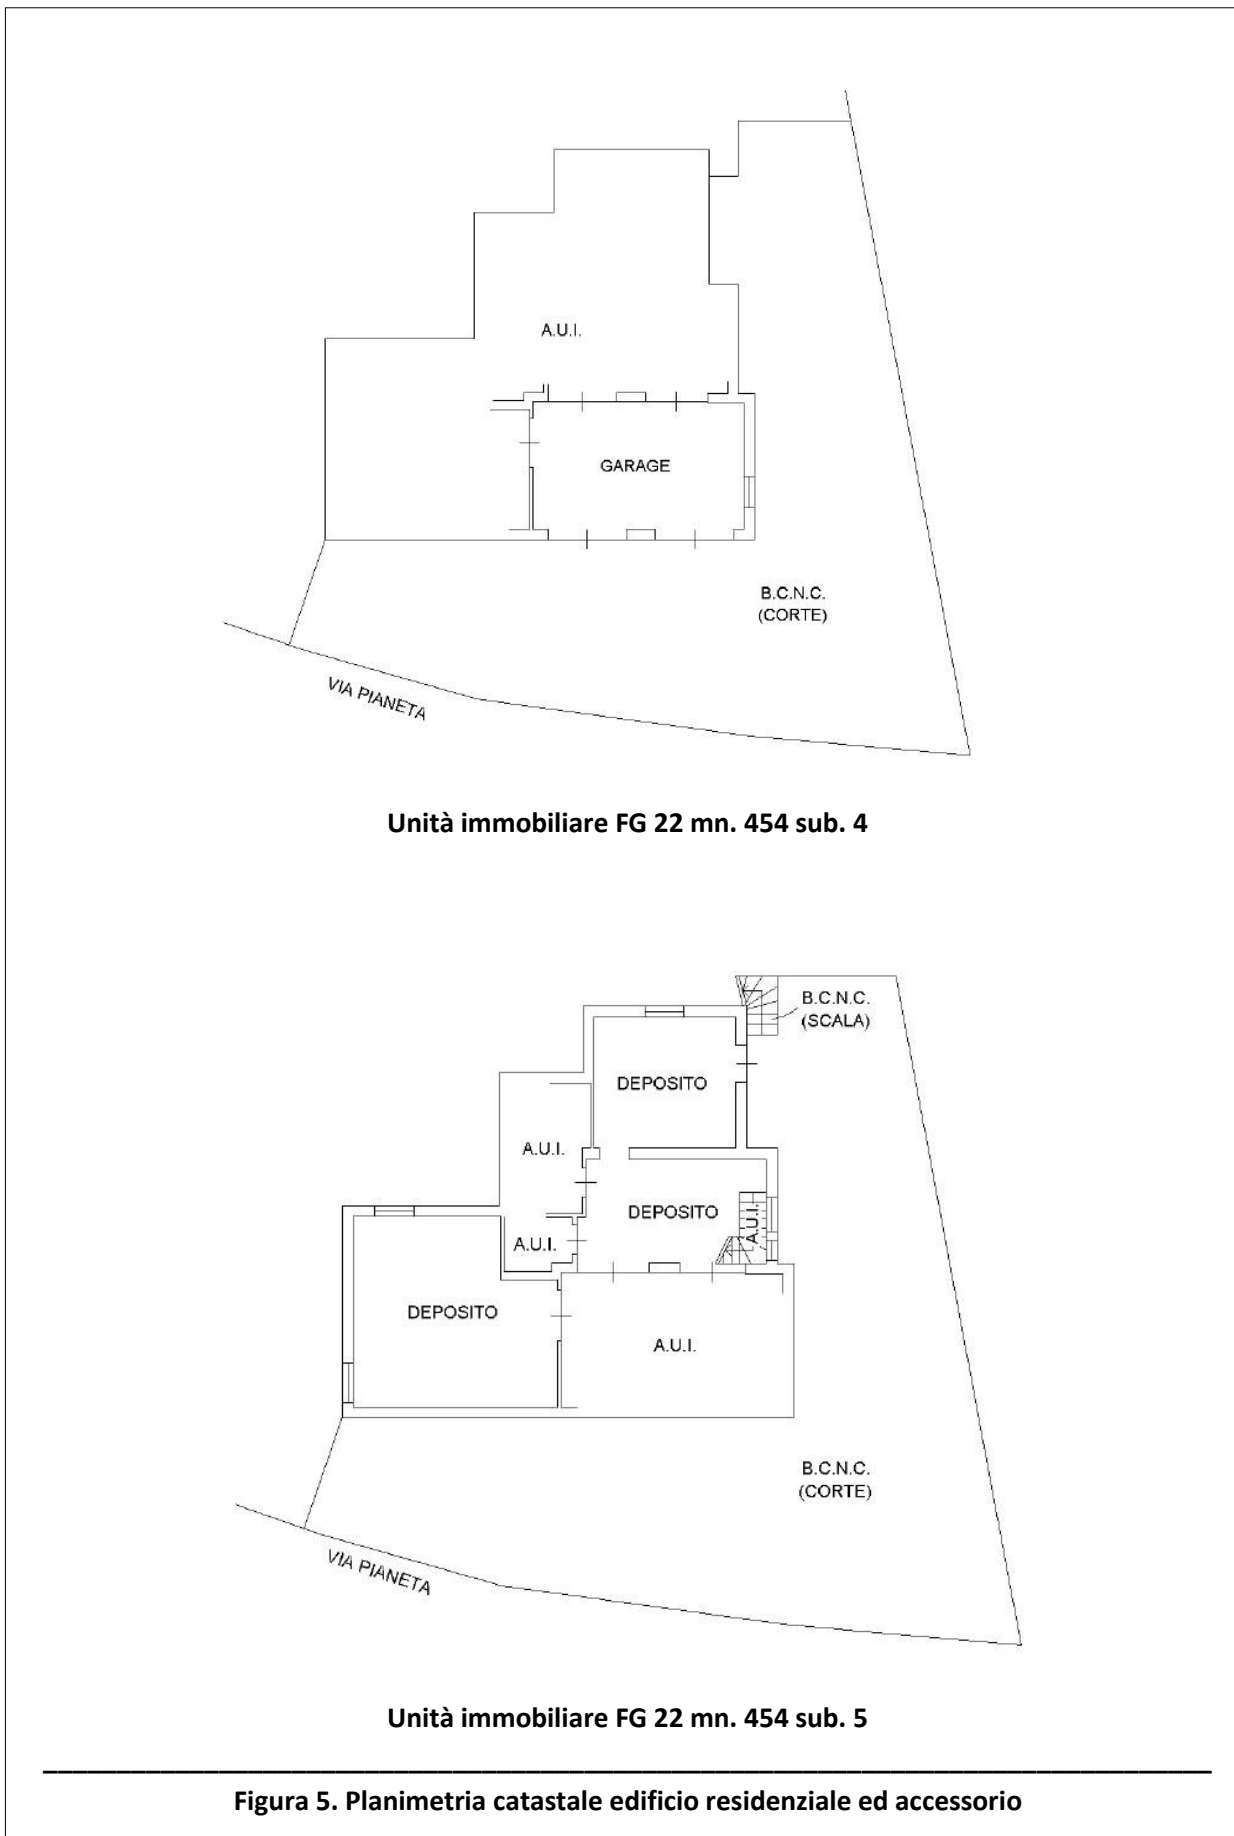 A.U.I.
GARAGE
B.C.N.C.
(CORTE)
VIA PIANETA
Unità immobiliare FG 22 mn. 454 sub. 4
B.C.N.C.
(SCALA)
DEPOSITO
A.U.I.
DEPOSITO
A.U.I.
A.U.I.
DEPOSITO
A.U.I.
B.C.N.C.
(CORTE)
VIA PIANETA
Unità immobiliare FG 22 mn. 454 sub. 5
Figura 5. Planimetria catastale edificio residenziale ed accessorio